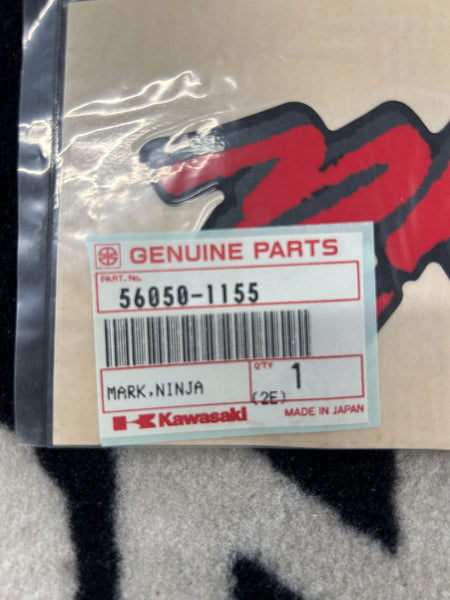 GENUINE PARTS
PART. No.
56050-1155
MARK,NINJA
Q'TY
1
(2E)
Kawasaki
MADE IN JAPAN